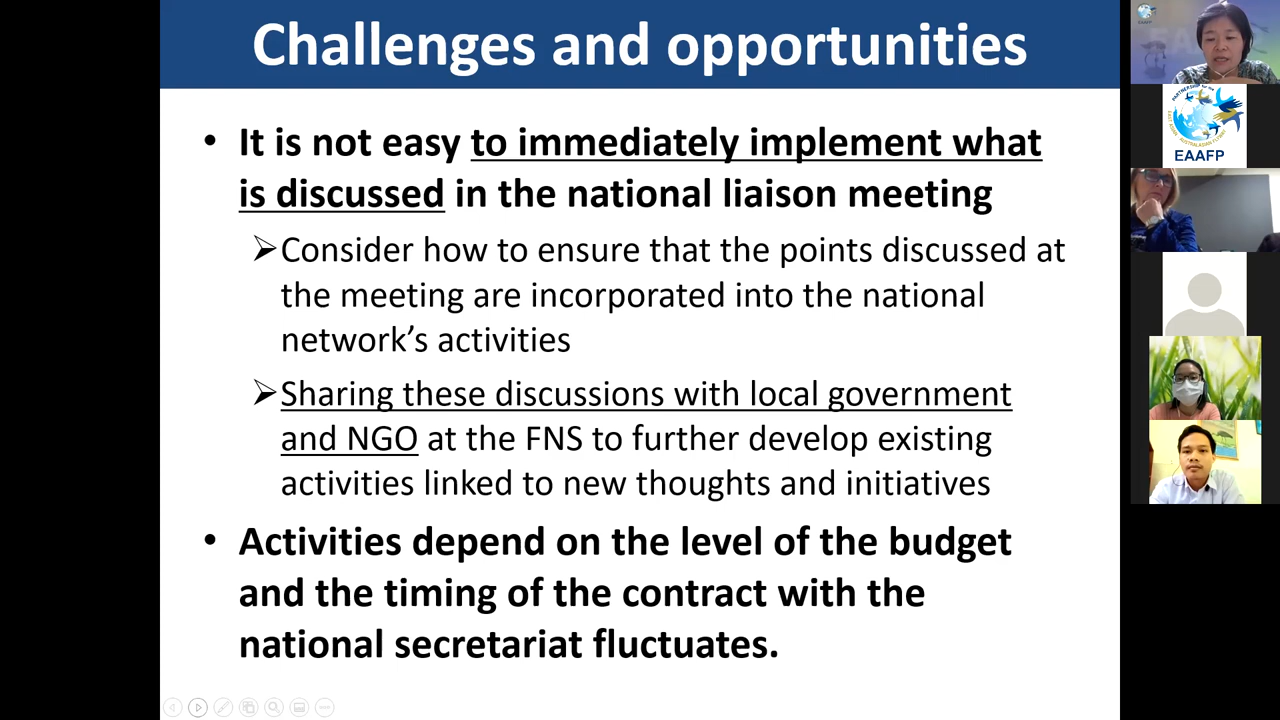 Challenges and opportunities
• It is not easy to immediately implement what
is discussed in the national liaison meeting
➢Consider how to ensure that the points discussed at
the meeting are incorporated into the national
network’s activities
➢Sharing these discussions with local government
and NGO at the FNS to further develop existing
activities linked to new thoughts and initiatives
• Activities depend on the level of the budget
and the timing of the contract with the
national secretariat fluctuates.
EAAFP